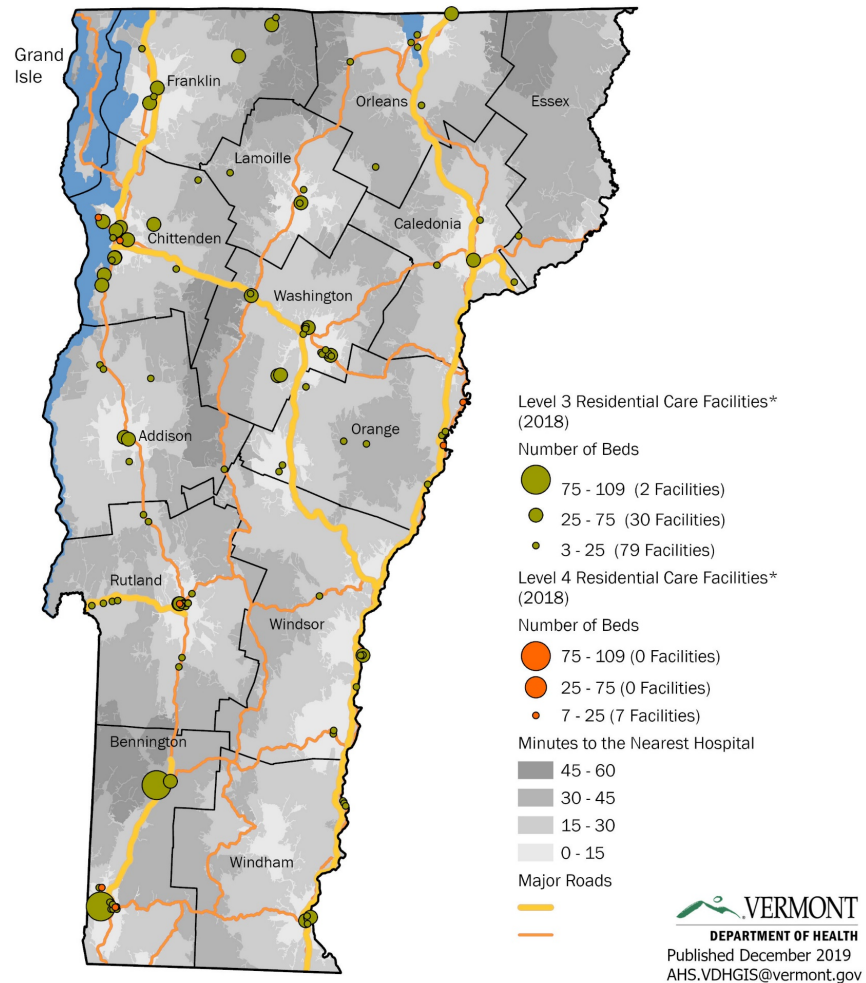 Grand
Isle
Franklin
Orleans
Essex
Lamoille
Caledonia
Chittenden
Washington
Orange
Addison
Rutland
Windsor
Bennington
Windham
Level 3 Residential Care Facilities*
(2018)
Number of Beds
75 - 109 (2 Facilities)
25 - 75 (30 Facilities)
3 - 25 (79 Facilities)
Level 4 Residential Care Facilities*
(2018)
Number of Beds
75 - 109 (0 Facilities)
25 - 75 (0 Facilities)
7 - 25 (7 Facilities)
Minutes to the Nearest Hospital
45 - 60
30 - 45
15 - 30
0 - 15
Major Roads
VERMONT
DEPARTMENT OF HEALTH
Published December 2019
AHS.VDHGIS@vermont.gov